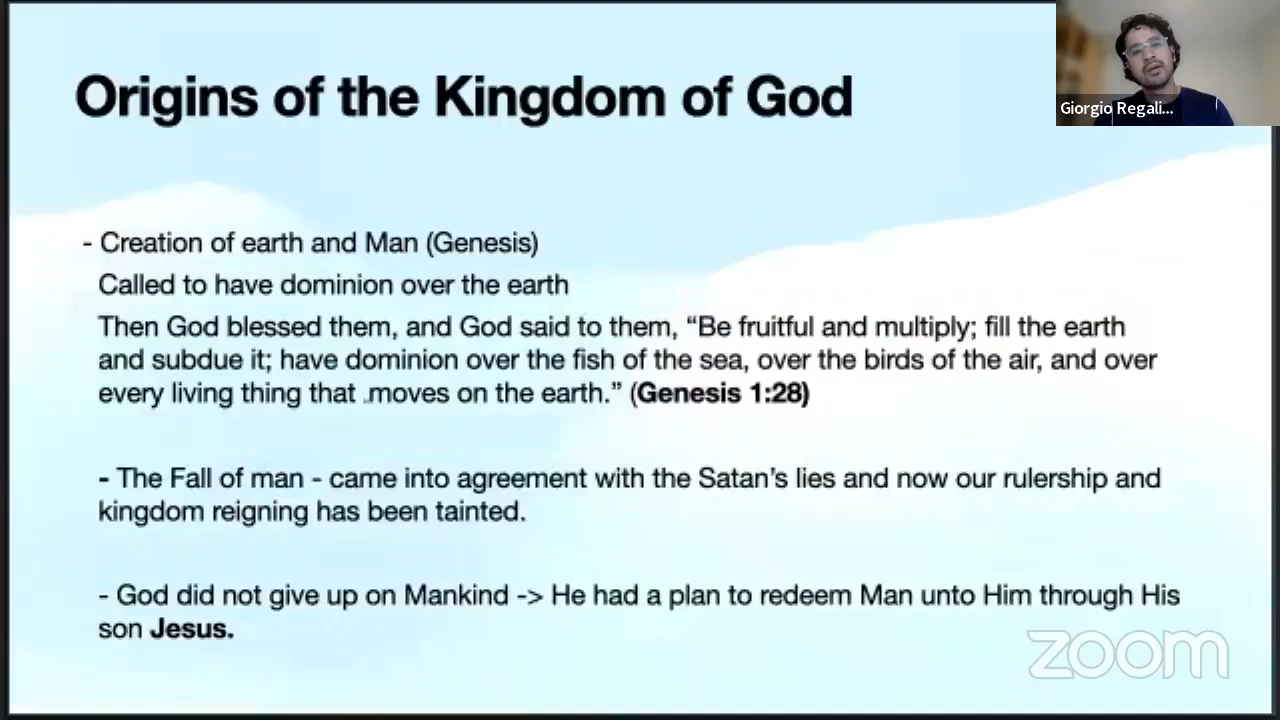 Origins of the Kingdom of God
Giorgio Regali...
- Creation of earth and Man (Genesis)
Called to have dominion over the earth
Then God blessed them, and God said to them, “Be fruitful and multiply; fill the earth
and subdue it; have dominion over the fish of the sea, over the birds of the air, and over
every living thing that .moves on the earth.” (Genesis 1:28)
- The Fall of man - came into agreement with the Satan’s lies and now our rulership and
kingdom reigning has been tainted.
- God did not give up on Mankind -> He had a plan to redeem Man unto Him through His
son Jesus.
zoom